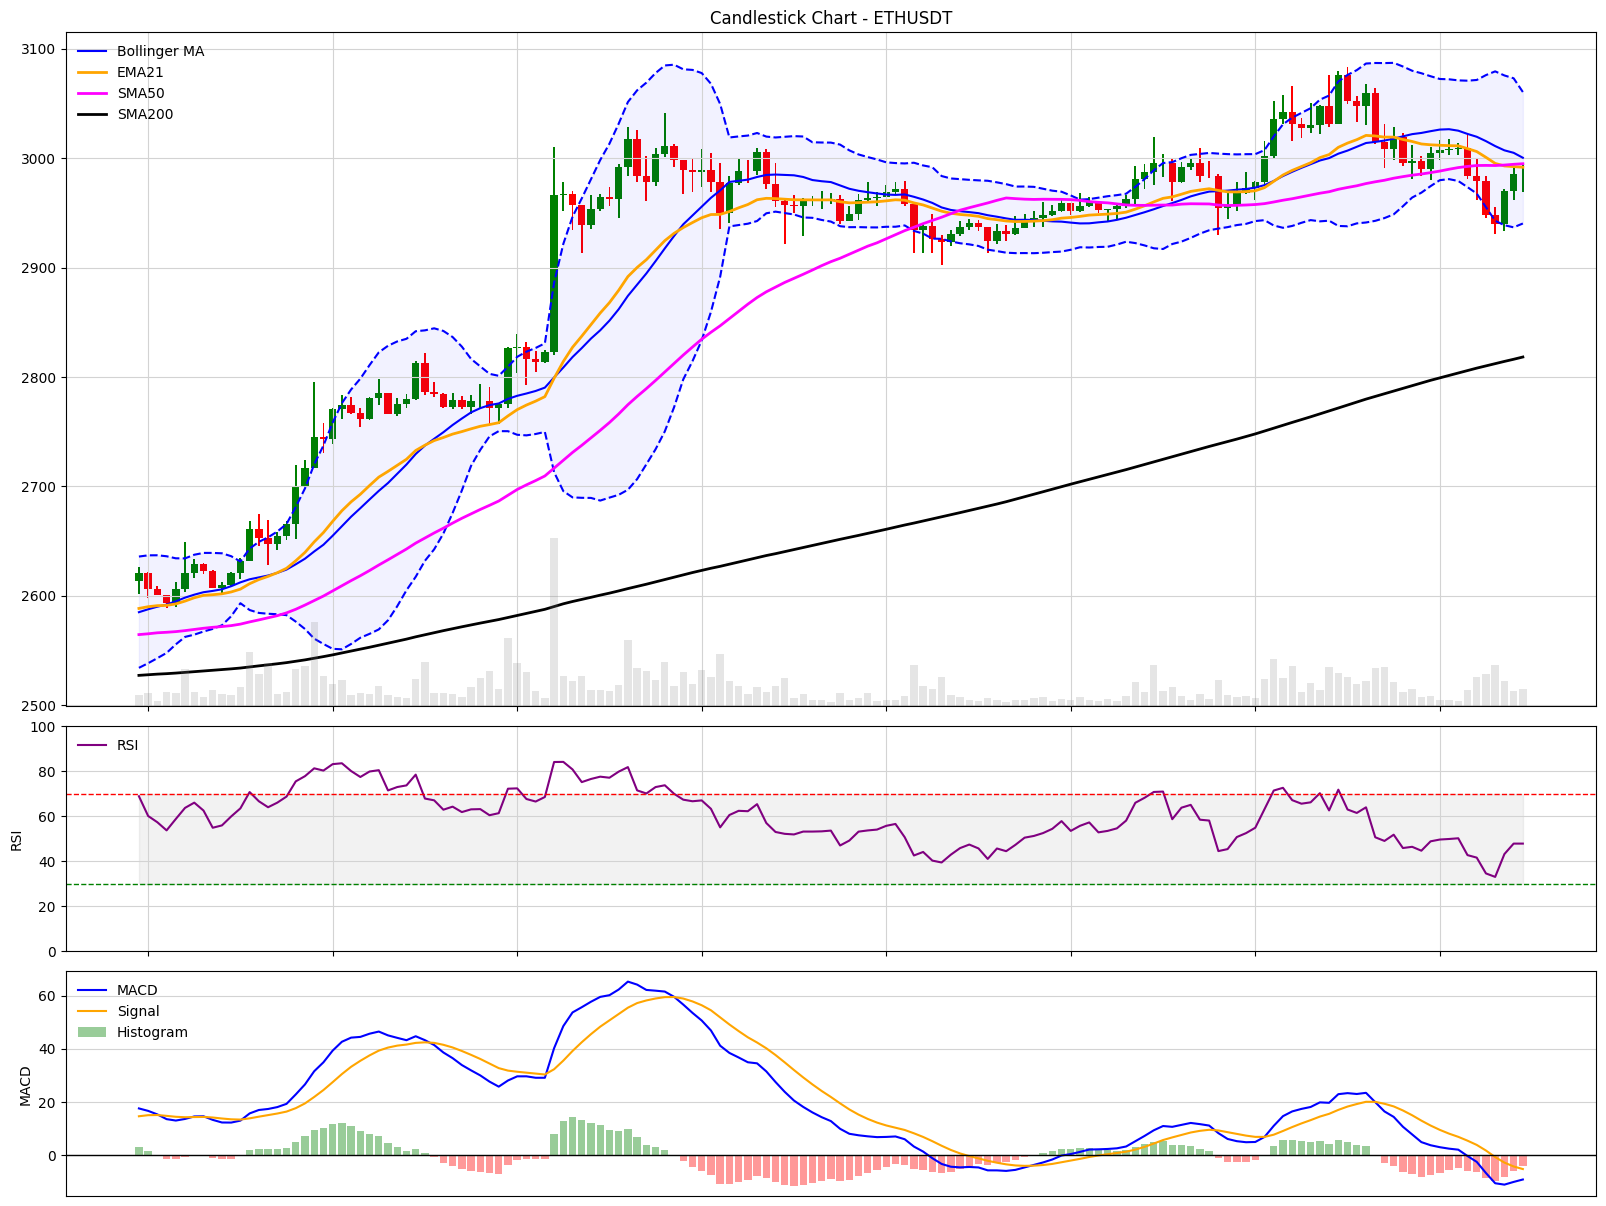 Candlestick Chart - ETHUSDT
Bollinger MA
EMA21
SMA50
SMA200
3100
3000
2900
2800
2700
2600
2500
RSI
100
80
60
40
20
0
RSI
MACD
Signal
Histogram
60
40
20
0
MACD